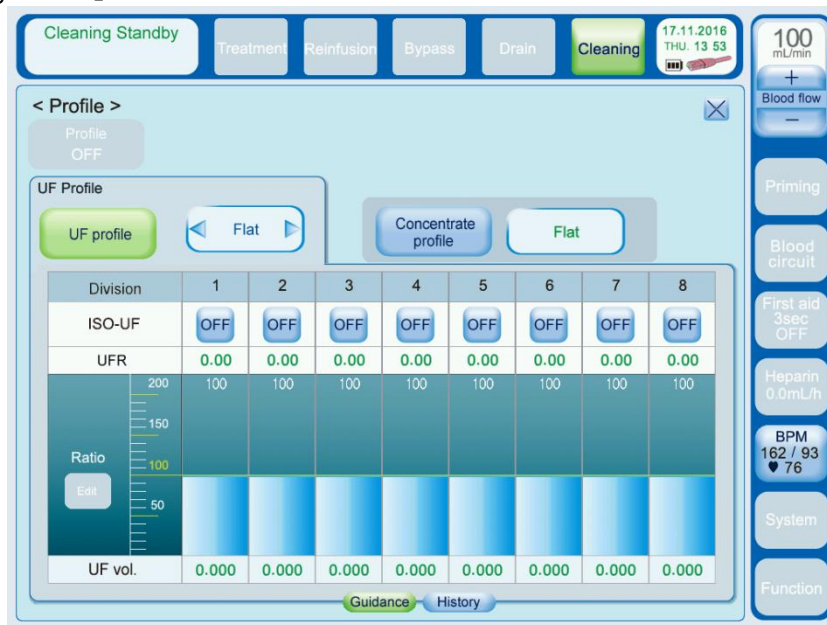 Cleaning Standby
Treatment
Reinfusion
Bypass
Drain
Cleaning
17.11.2016
THU. 13 53
100
mL/min
+
Blood flow
−
< Profile >
Profile
OFF
UF Profile
UF profile
Flat
Concentrate
profile
Flat
Division 1 2 3 4 5 6 7 8
ISO-UF OFF OFF OFF OFF OFF OFF OFF OFF
UFR 0.00 0.00 0.00 0.00 0.00 0.00 0.00 0.00
200 100 100 100 100 100 100 100 100
150
Ratio
100
Edit
50
UF vol. 0.000 0.000 0.000 0.000 0.000 0.000 0.000 0.000
Guidance
History
Priming
Blood
circuit
First aid
3sec
OFF
Heparin
0.0mL/h
BPM
162 / 93
♥ 76
System
Function